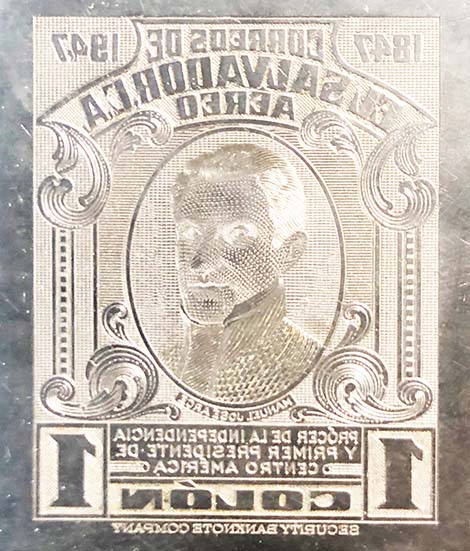 1847 CORREOS DE 1947
EL SALVADOR, C.A.
AEREO
MANUEL JOSE ARCE
1 PRÓCER DE LA INDEPENDENCIA 1
Y PRIMER PRESIDENTE DE
CENTRO AMÉRICA
COLÓN
SECURITY BANKNOTE COMPANY